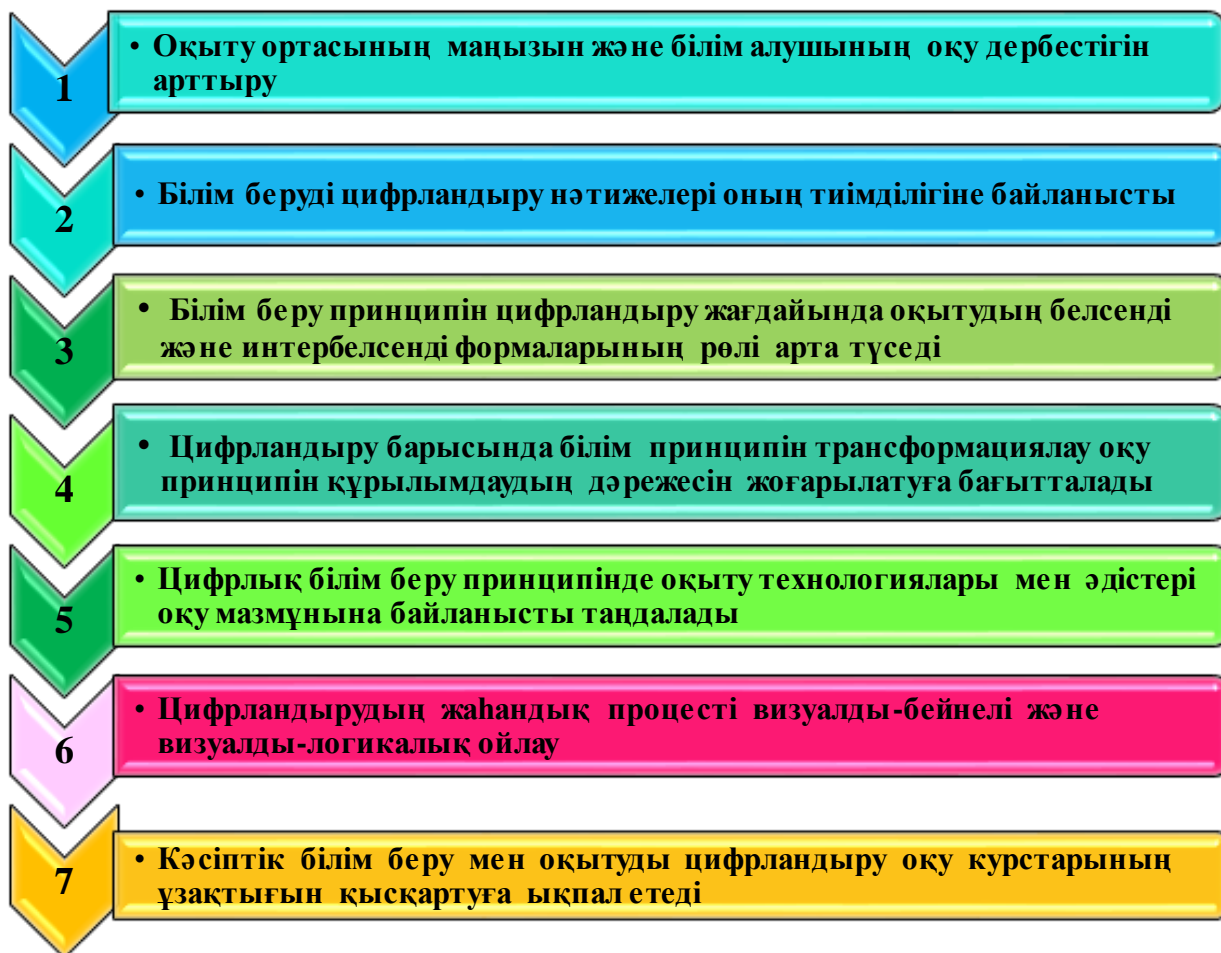 1
• Оқыту ортасының маңызын және білім алушының оқу дербестігін
арттыру
2
• Білім беруді цифрландыру нәтижелері оның тиімділігіне байланысты
3
• Білім беру принципін цифрландыру жағдайында оқытудың белсенді
және интербелсенді формаларының рөлі арта түседі
4
• Цифрландыру барысында білім принципін трансформациялау оқу
принципін құрылымдаудың дәрежесін жоғарылатуға бағытталады
5
• Цифрлық білім беру принципінде оқыту технологиялары мен әдістері
оқу мазмұнына байланысты таңдалады
6
• Цифрландырудың жаһандық процесті визуалды-бейнелі және
визуалды-логикалық ойлау
7
• Кәсіптік білім беру мен оқытуды цифрландыру оқу курстарының
ұзақтығын қысқартуға ықпал етеді